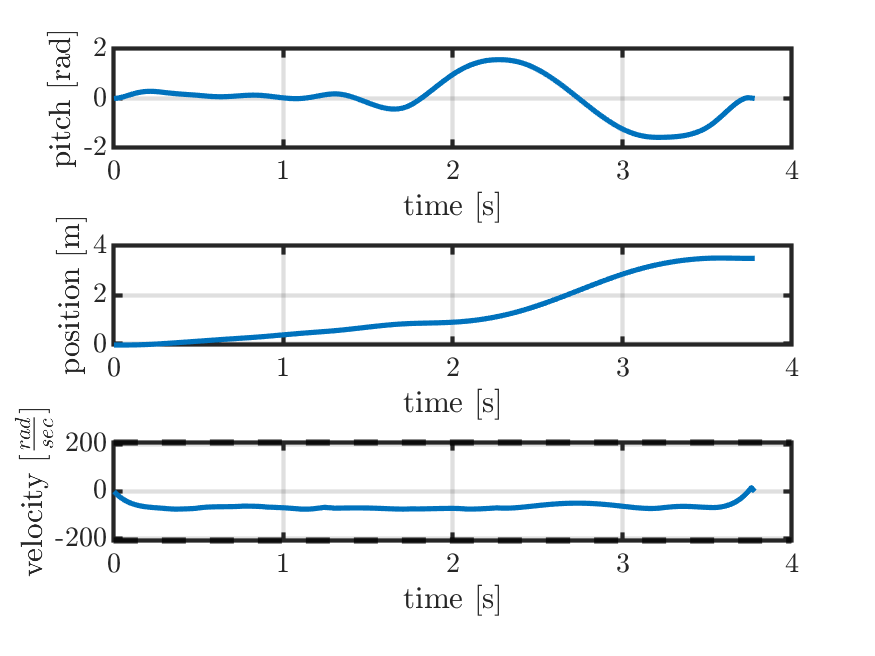 2
0
-2
pitch [rad]
0 1 2 3 4
time [s]
4
2
0
position [m]
0 1 2 3 4
time [s]
200
0
-200
velocity [rad/sec]
0 1 2 3 4
time [s]